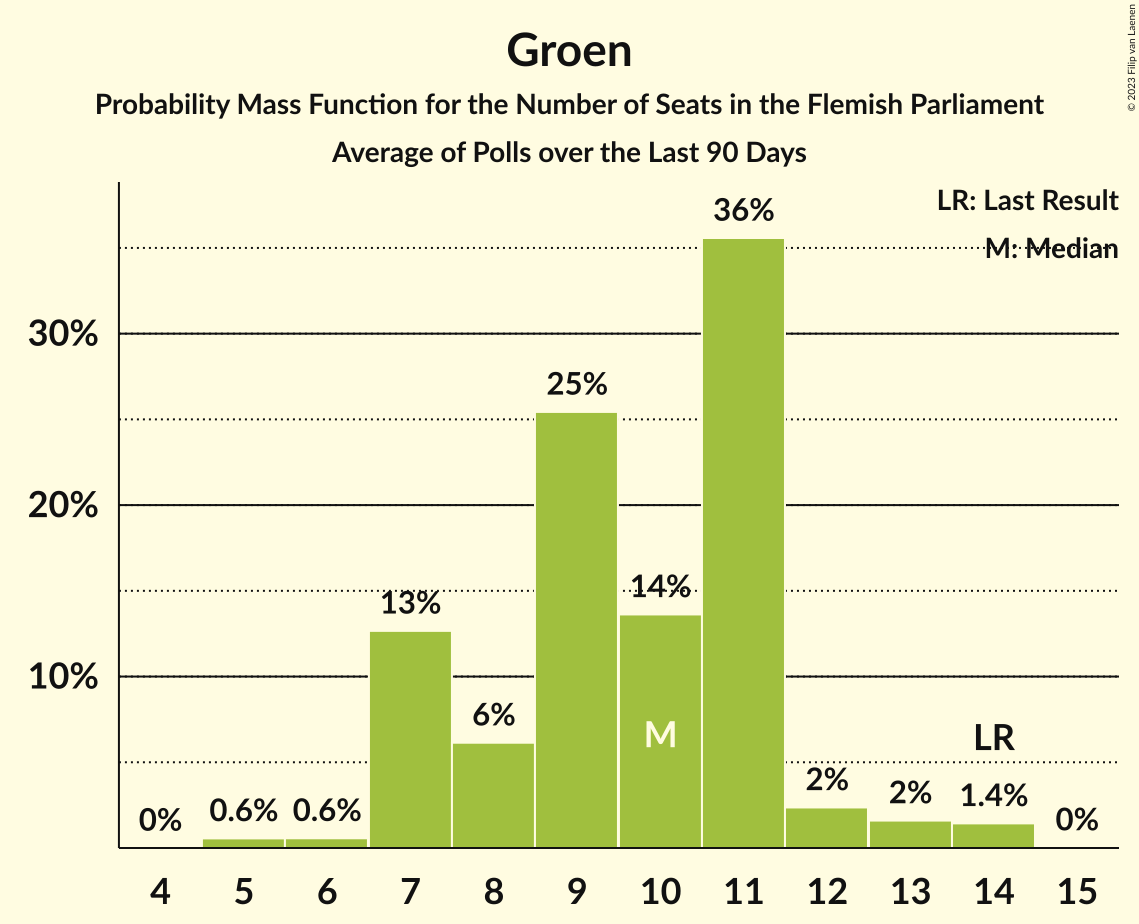 Groen
Probability Mass Function for the Number of Seats in the Flemish Parliament
Average of Polls over the Last 90 Days
© 2023 Filip van Laenen
LR: Last Result
M: Median
30%
20%
10%
0%
0.6%
0.6%
13%
6%
25%
14%
36%
2%
2%
1.4%
0%
M
LR
4 5 6 7 8 9 10 11 12 13 14 15